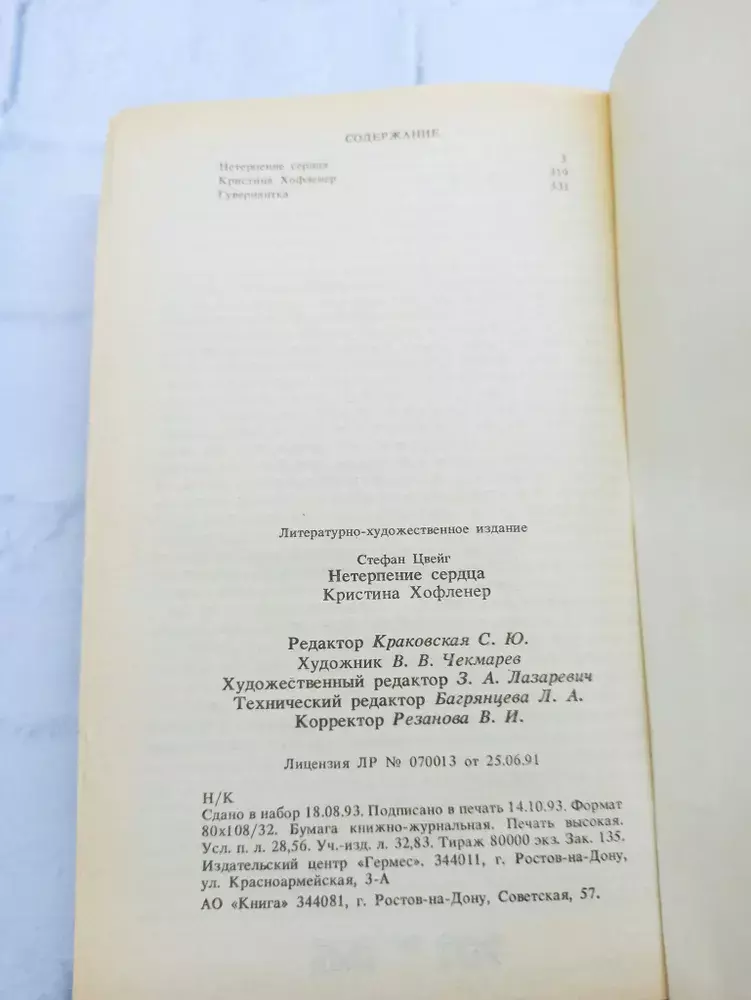 СОДЕРЖАНИЕ
Нетерпение сердца 3
Кристина Хофленер 319
Гувернантка 531
Литературно-художественное издание
Стефан Цвейг
Нетерпение сердца
Кристина Хофленер
Редактор Краковская С. Ю.
Художник В. В. Чекмарев
Художественный редактор З. А. Лазаревич
Технический редактор Багрянцева Л. А.
Корректор Резанова В. И.
Лицензия ЛР № 070013 от 25.06.91
Н/К
Сдано в набор 18.08.93. Подписано в печать 14.10.93. Формат
80х108/32. Бумага книжно-журнальная. Печать высокая.
Усл. п. л. 28,56. Уч.-изд. л. 32,83. Тираж 80000 экз. Зак. 135.
Издательский центр «Гермес». 344011, г. Ростов-на-Дону,
ул. Красноармейская, 3-А
АО «Книга» 344081, г. Ростов-на-Дону, Советская, 57.